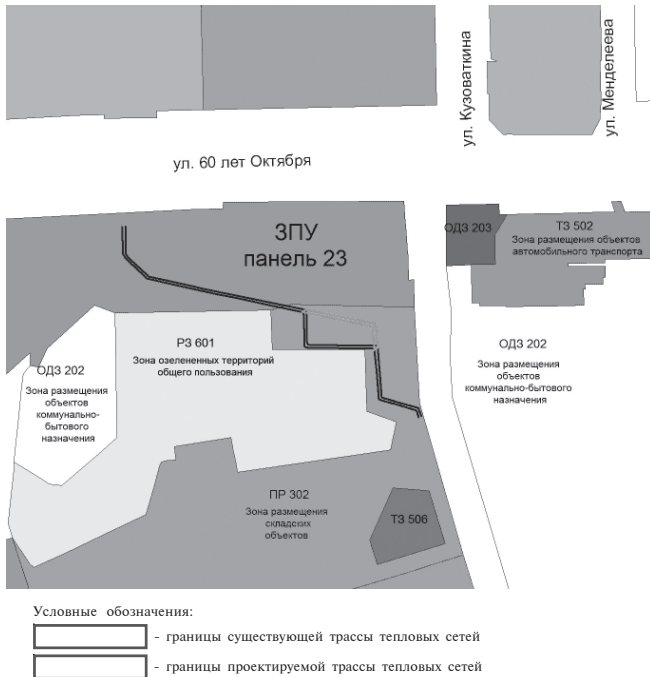 ул. Кузоваткина
ул. Менделеева
ул. 60 лет Октября
ЗПУ
панель 23
ОДЗ 203
ТЗ 502
Зона размещения объектов
автомобильного транспорта
РЗ 601
Зона озелененных территорий
общего пользования
ОДЗ 202
Зона размещения
объектов
коммунально-
бытового
назначения
ОДЗ 202
Зона размещения
объектов
коммунально-бытового
назначения
ПР 302
Зона размещения
складских
объектов
ТЗ 506
Условные обозначения:
- границы существующей трассы тепловых сетей
- границы проектируемой трассы тепловых сетей